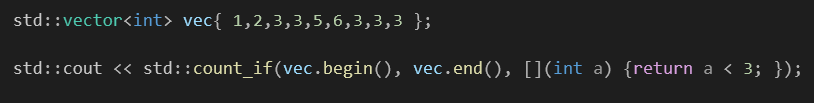 std::vector<int> vec{ 1,2,3,3,5,6,3,3,3 };
std::cout << std::count_if(vec.begin(), vec.end(), [](int a) {return a < 3; });